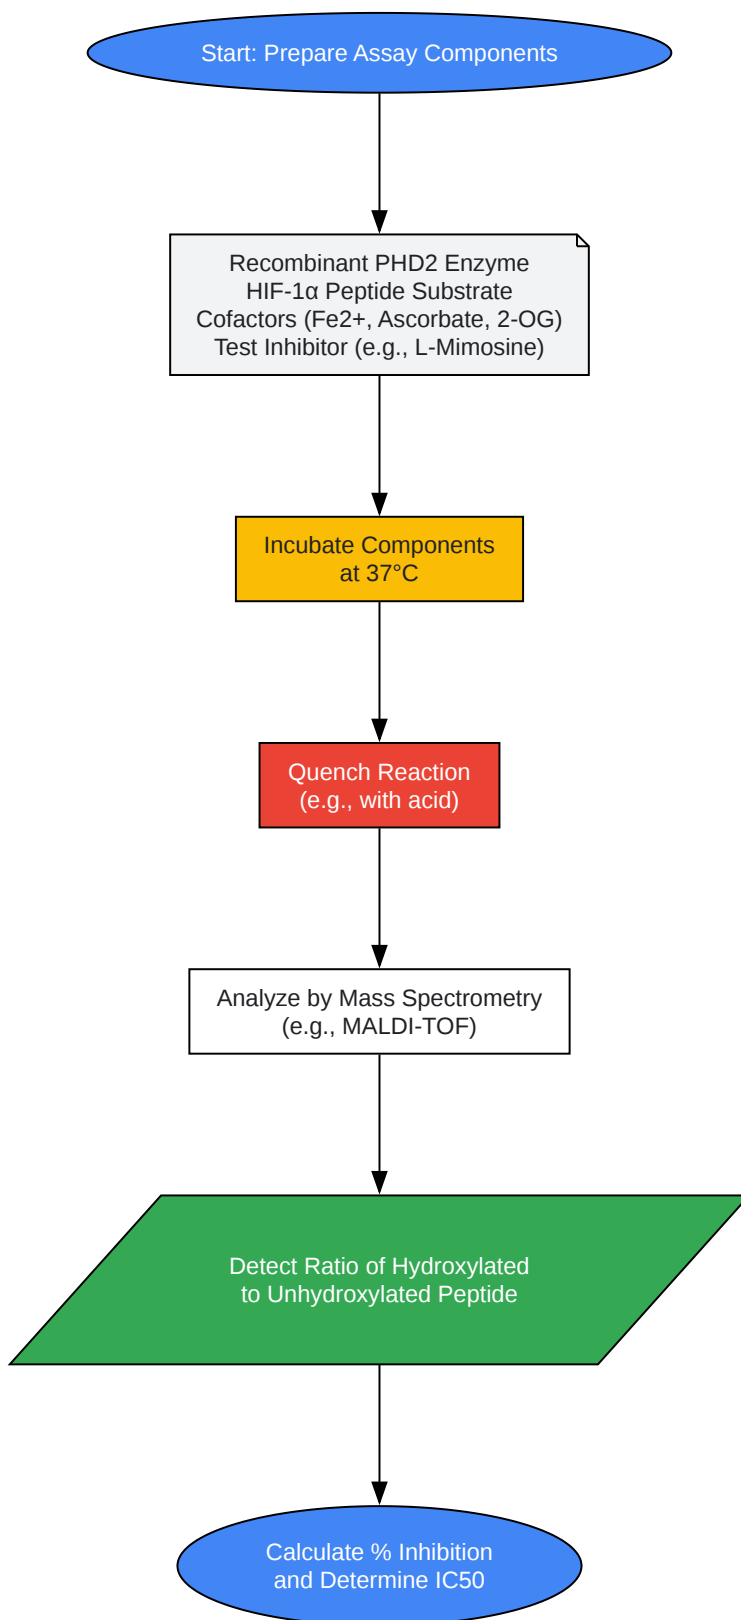 Start: Prepare Assay Components
Recombinant PHD2 Enzyme
HIF-1α Peptide Substrate
Cofactors (Fe2+, Ascorbate, 2-OG)
Test Inhibitor (e.g., L-Mimosine)
Incubate Components
at 37°C
Quench Reaction
(e.g., with acid)
Analyze by Mass Spectrometry
(e.g., MALDI-TOF)
Detect Ratio of Hydroxylated
to Unhydroxylated Peptide
Calculate % Inhibition
and Determine IC50